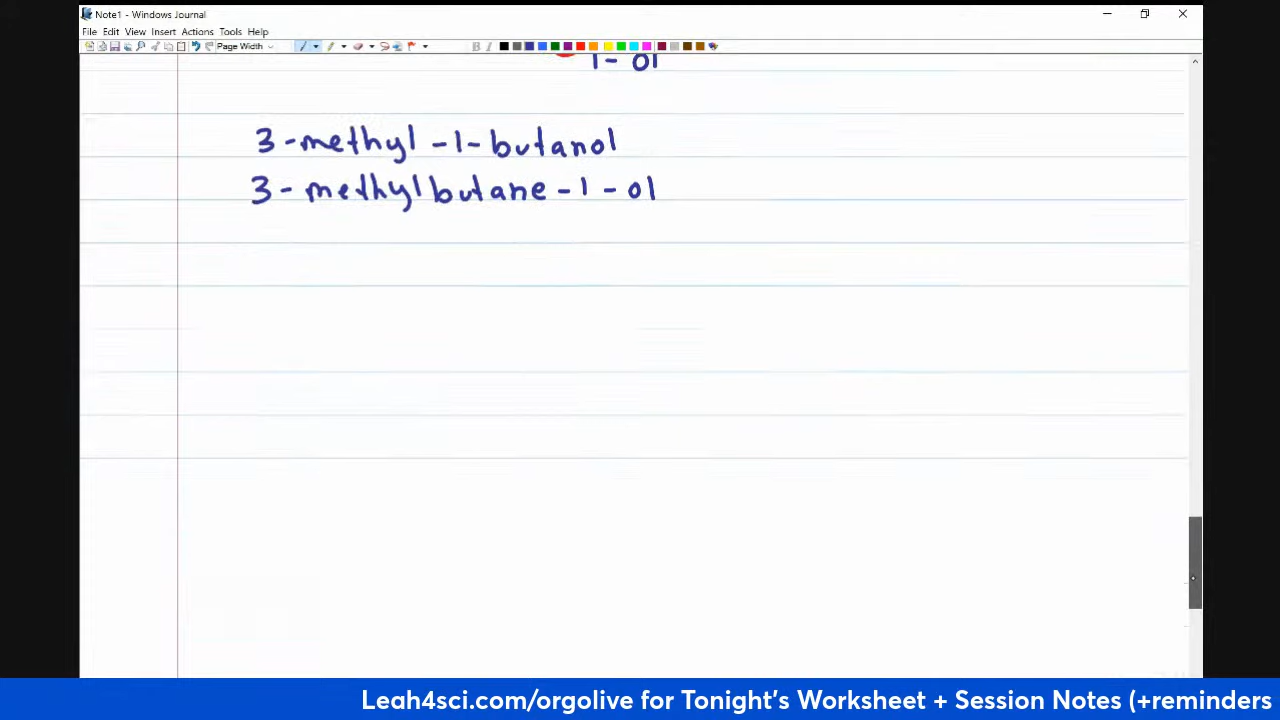 Note1 - Windows Journal
File Edit View Insert Actions Tools Help
Page Width
B I
1- ol
3-methyl-1-butanol
3-methylbutane-1-ol
Leah4sci.com/orgolive for Tonight's Worksheet + Session Notes (+reminders